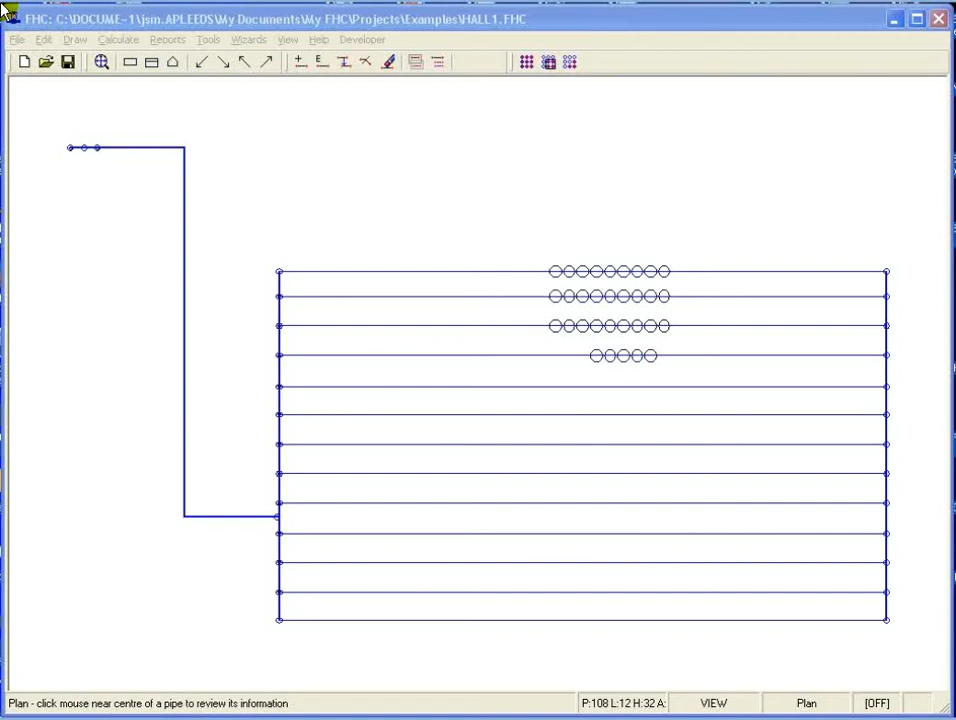 FHC: C:\DOCUME~1\jsm.APLEEDS\My Documents\My FHC\Projects\Examples\HALL1.FHC
File Edit Draw Calculate Reports Tools Wizards View Help Developer
Plan - click mouse near centre of a pipe to review its information P:108 L:12 H:32 A: VIEW Plan [OFF]